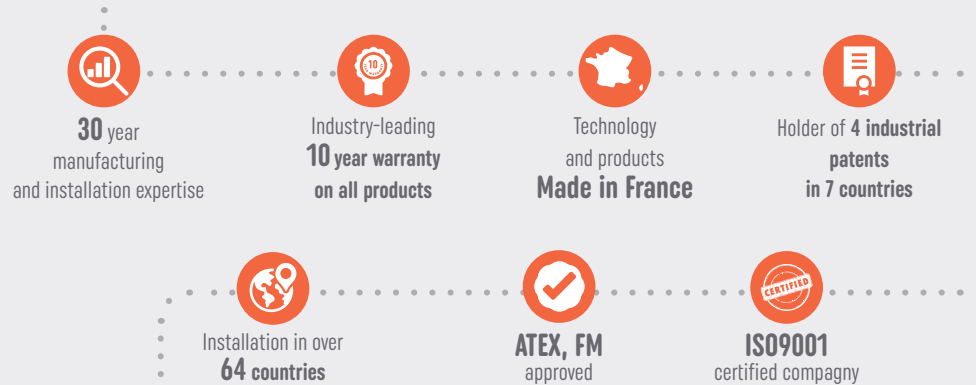 30 year
manufacturing
and installation expertise
10
Industry-leading
10 year warranty
on all products
Technology
and products
Made in France
Holder of 4 industrial
patents
in 7 countries
Installation in over
64 countries
ATEX, FM
approved
CERTIFIED
ISO9001
certified compagny